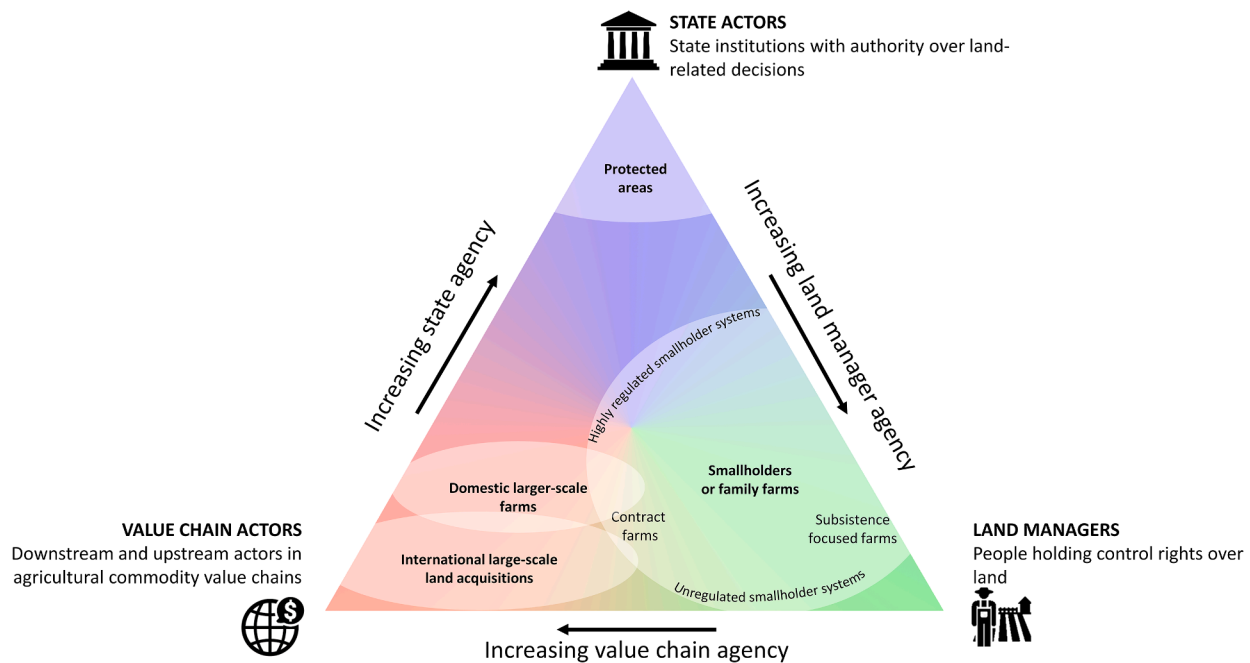 STATE ACTORS
State institutions with authority over land-
related decisions
Protected
areas
Increasing state agency
Increasing land manager agency
Highly regulated smallholder systems
Smallholders
or family farms
Domestic larger-scale
farms
Contract
farms
Subsistence
focused farms
International large-scale
land acquisitions
Unregulated smallholder systems
VALUE CHAIN ACTORS
Downstream and upstream actors in
agricultural commodity value chains
$
LAND MANAGERS
People holding control rights over
land
Increasing value chain agency